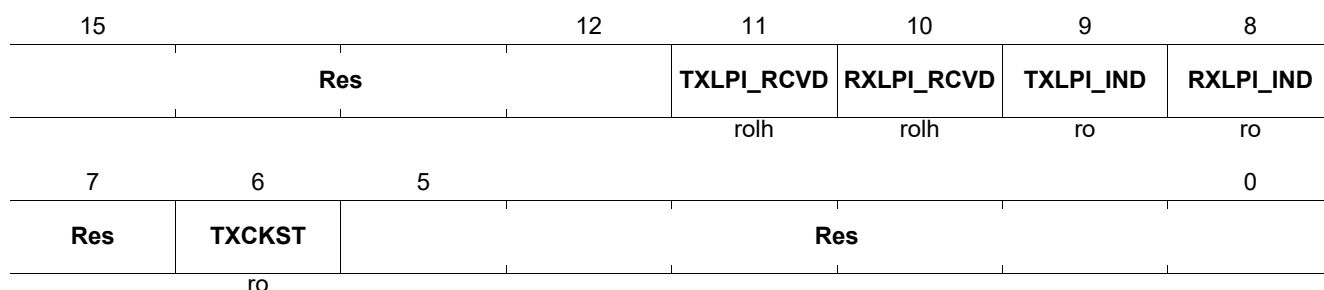 15 12 11 10 9 8
Res TXLPI_RCVD RXLPI_RCVD TXLPI_IND RXLPI_IND
rolh rolh ro ro
7 6 5 0
Res TXCKST Res
ro